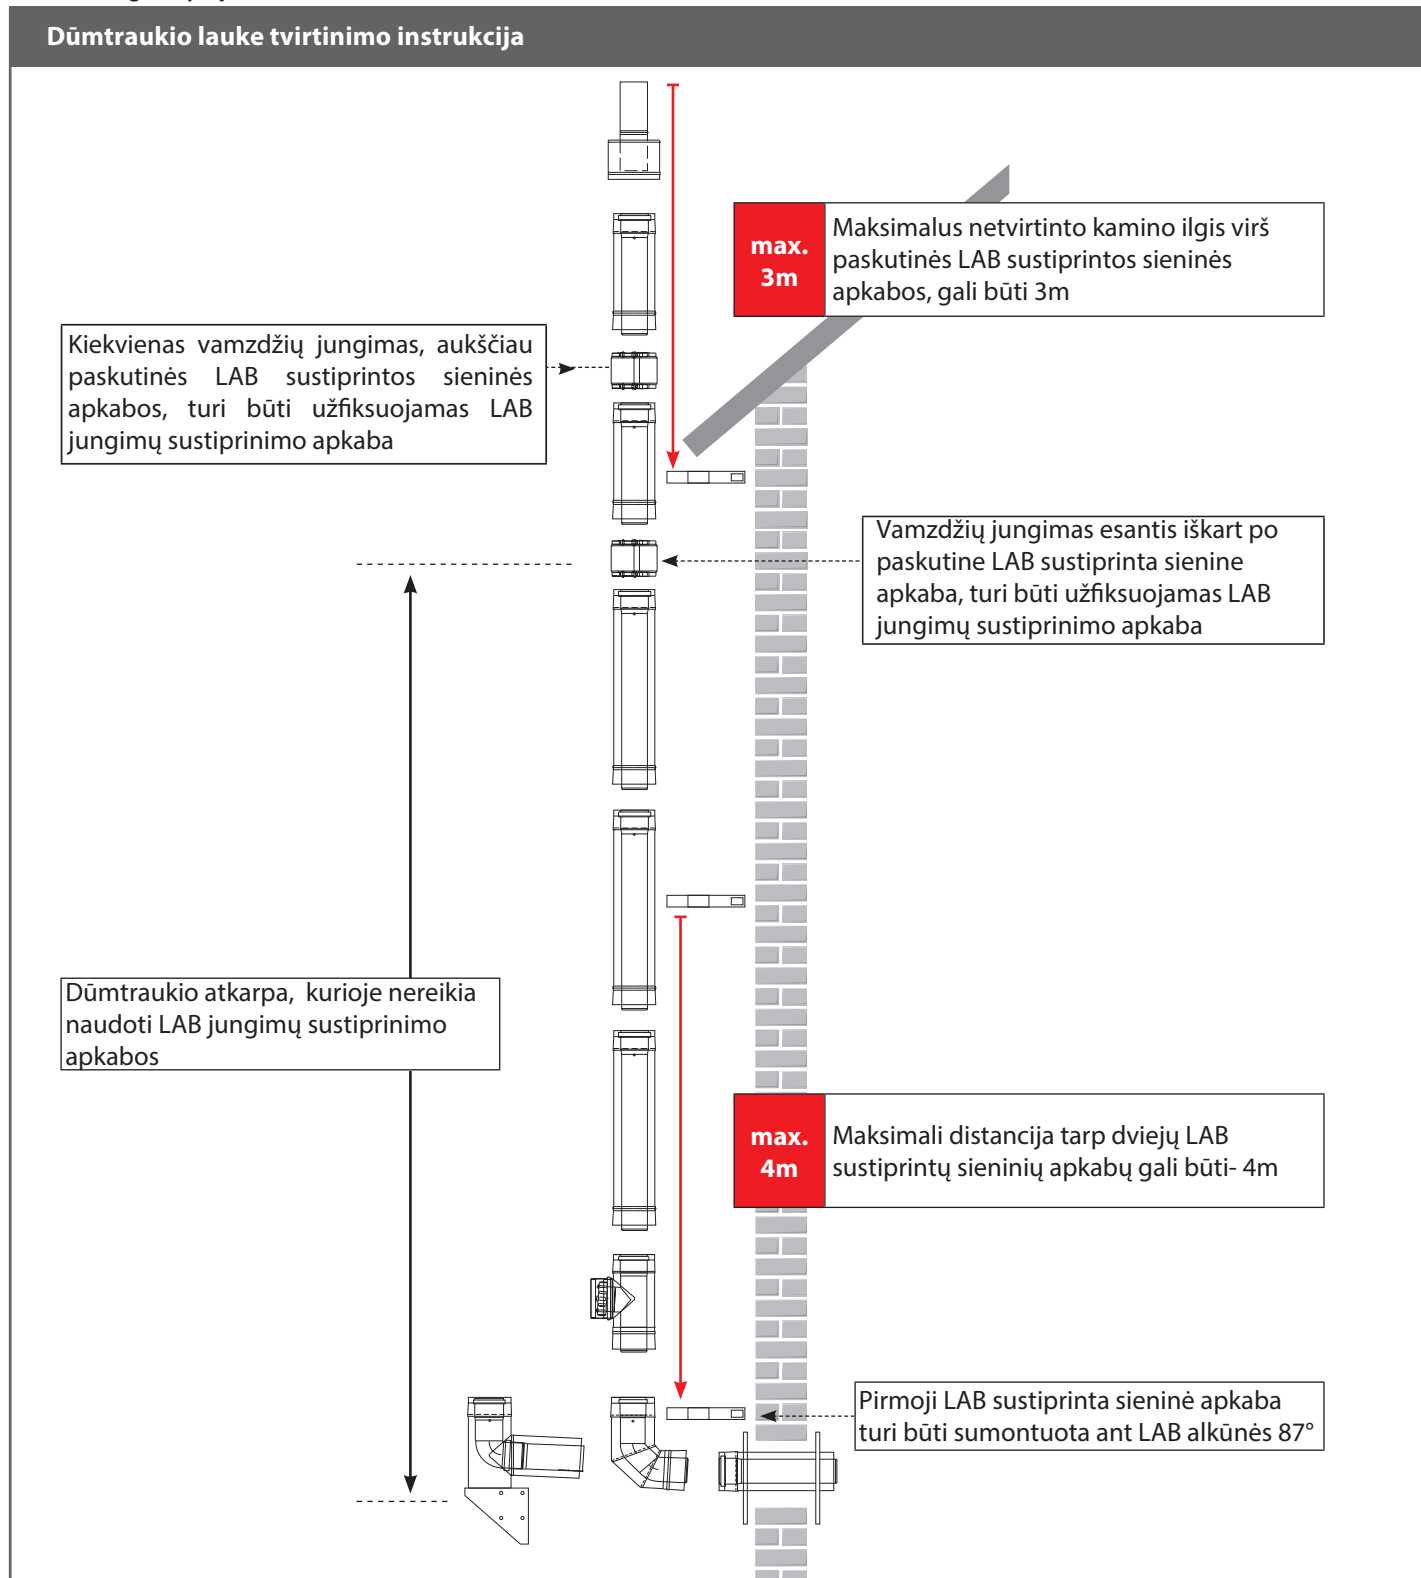 Dūmtraukio lauke tvirtinimo instrukcija
max.
3m
Maksimalus netvirtinto kamino ilgis virš
paskutinės LAB sustiprintos sieninės
apkabos, gali būti 3m
Kiekvienas vamzdžių jungimas, aukščiau
paskutinės LAB sustiprintos sieninės
apkabos, turi būti užfiksuojamas LAB
jungimų sustiprinimo apkaba
Vamzdžių jungimas esantis iškart po
paskutine LAB sustiprinta sienine
apkaba, turi būti užfiksuojamas LAB
jungimų sustiprinimo apkaba
Dūmtraukio atkarpa, kurioje nereikia
naudoti LAB jungimų sustiprinimo
apkabos
max.
4m
Maksimali distancija tarp dviejų LAB
sustiprintų sieninių apkabų gali būti- 4m
Pirmoji LAB sustiprinta sieninė apkaba
turi būti sumontuota ant LAB alkūnės 87°